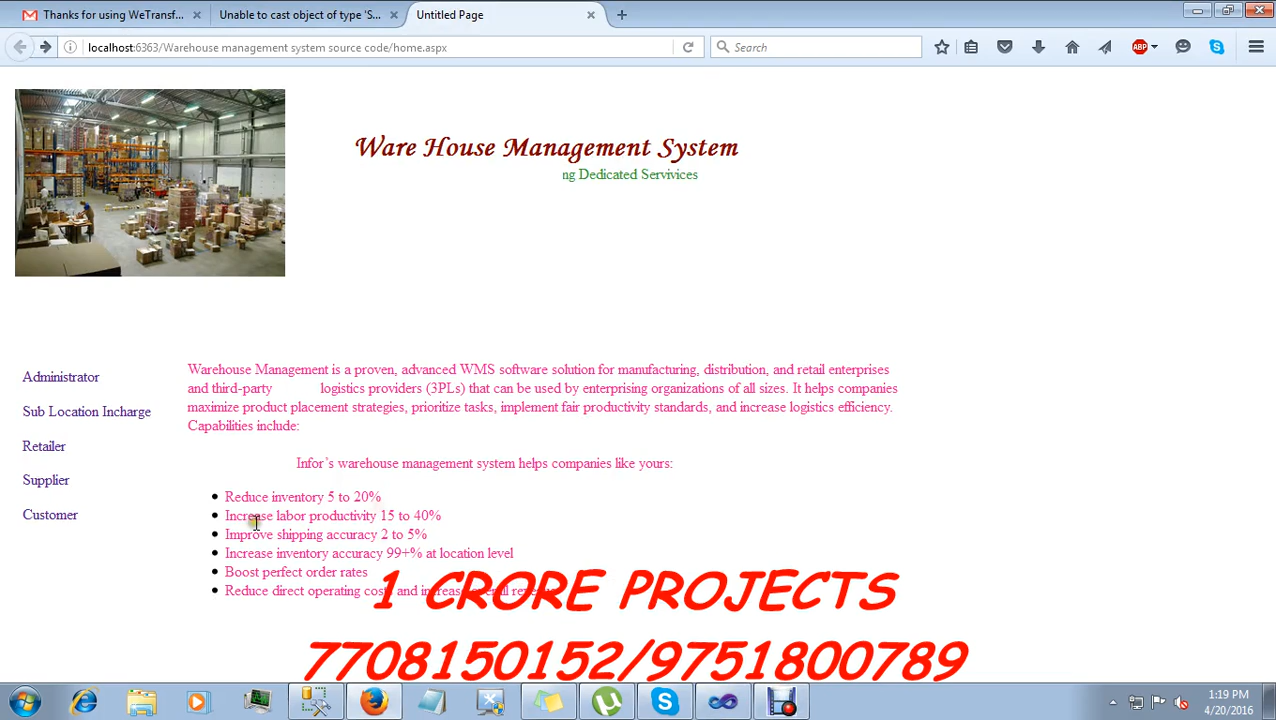 Thanks for using WeTransf...
Unable to cast object of type 'S...
Untitled Page
localhost:6363/Warehouse management system source code/home.aspx
Search
ABP
Ware House Management System
ng Dedicated Servivices
Administrator
Sub Location Incharge
Retailer
Supplier
Customer
Warehouse Management is a proven, advanced WMS software solution for manufacturing, distribution, and retail enterprises
and third-party logistics providers (3PLs) that can be used by enterprising organizations of all sizes. It helps companies
maximize product placement strategies, prioritize tasks, implement fair productivity standards, and increase logistics efficiency.
Capabilities include:
Infor's warehouse management system helps companies like yours:
Reduce inventory 5 to 20%
Increase labor productivity 15 to 40%
Improve shipping accuracy 2 to 5%
Increase inventory accuracy 99+% at location level
Boost perfect order rates
Reduce direct operating costs and increase overall
1 CRORE PROJECTS
7708150152/9751800789
1:19 PM
4/20/2016